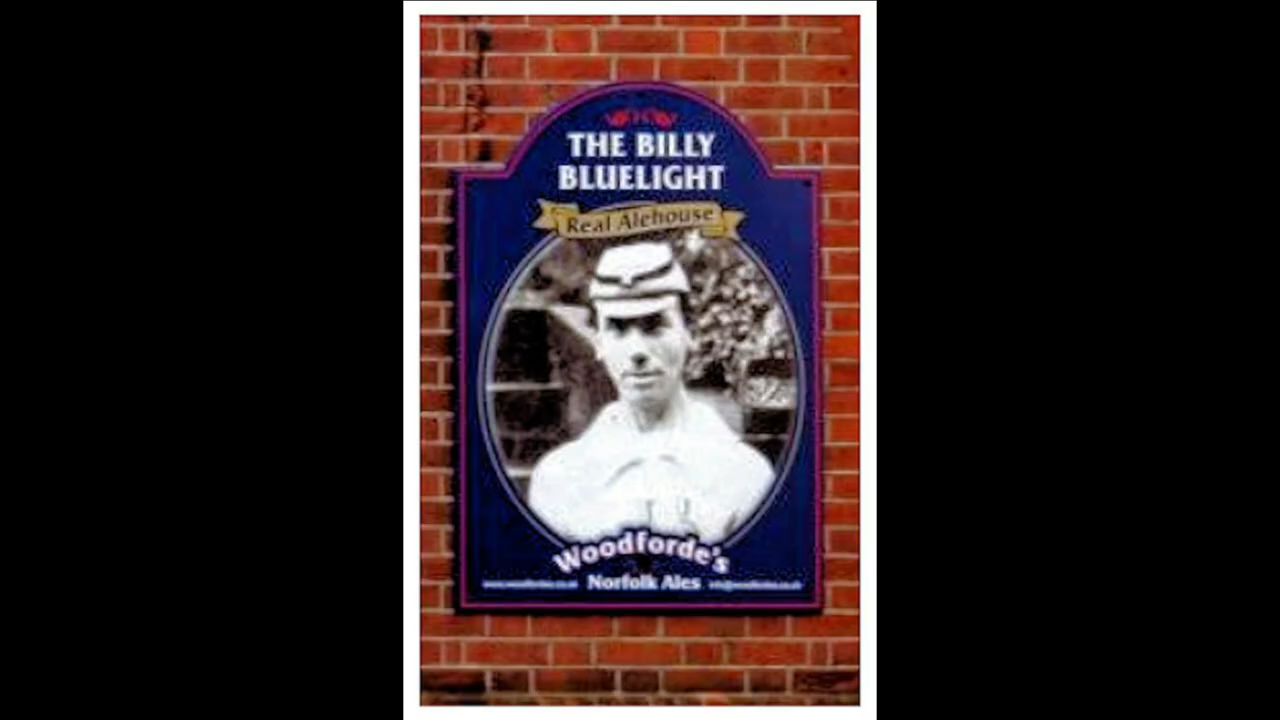 THE BILLY
BLUELIGHT
Real Alehouse
Woodforde's
Norfolk Ales